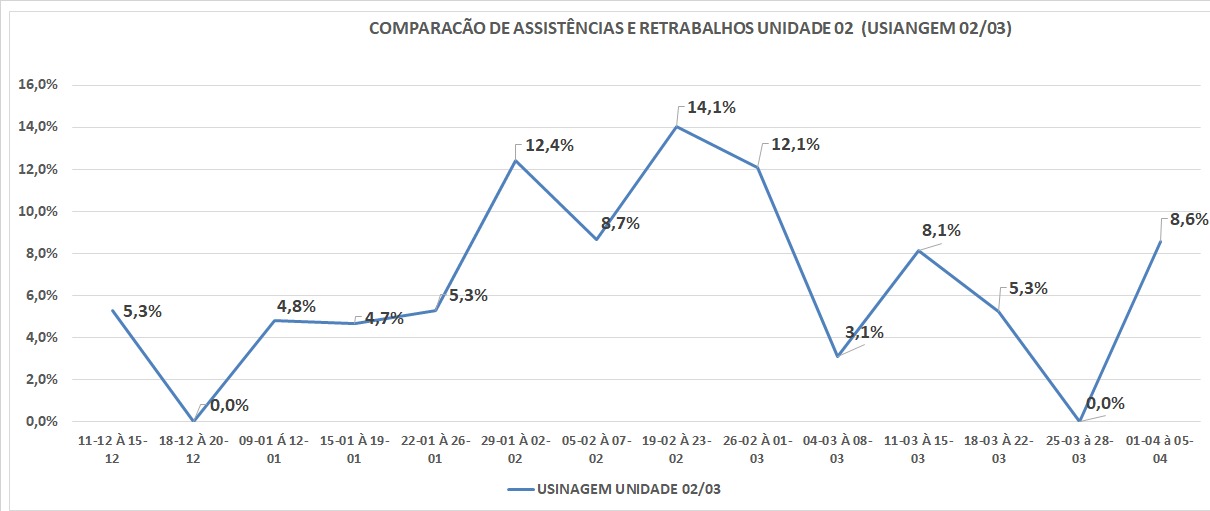 COMPARACÃO DE ASSISTÊNCIAS E RETRABALHOS UNIDADE 02 (USIANGEM 02/03)
16,0%
14,0%
12,0%
10,0%
8,0%
6,0%
4,0%
2,0%
0,0%
5,3%
0,0%
4,8%
4,7%
5,3%
12,4%
8,7%
14,1%
12,1%
3,1%
8,1%
5,3%
0,0%
8,6%
11-12 À 15-
12
18-12 À 20-
12
09-01 Á 12-
01
15-01 À 19-
01
22-01 À 26-
01
29-01 À 02-
02
05-02 À 07-
02
19-02 À 23-
02
26-02 À 01-
03
04-03 À 08-
03
11-03 À 15-
03
18-03 À 22-
03
25-03 à 28-
03
01-04 à 05-
04
USINAGEM UNIDADE 02/03